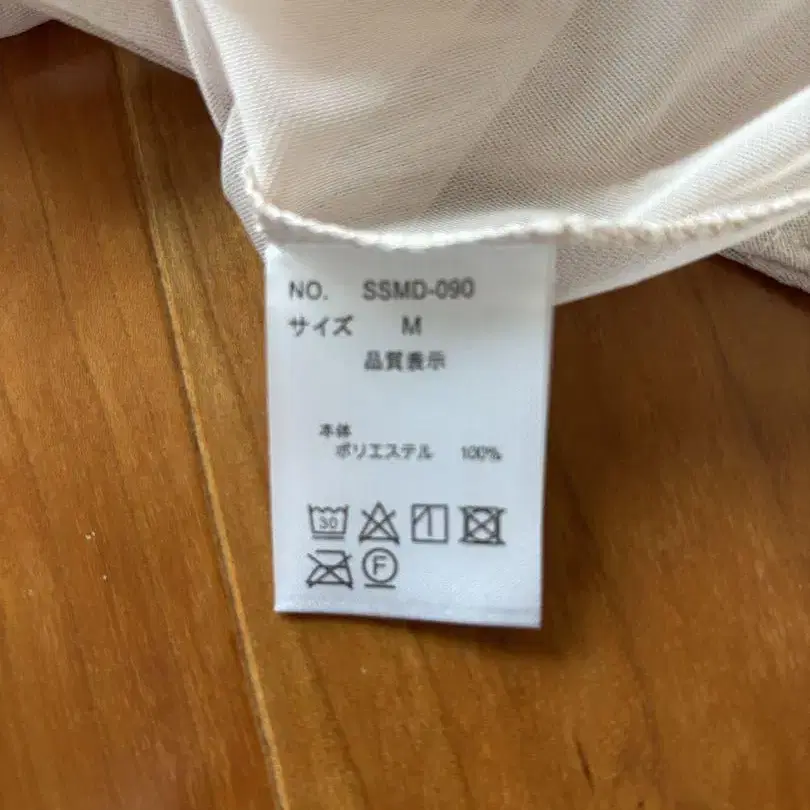 NO. SSMD-090
サイズ M
品質表示
本体
ポリエステル 100%
30
F